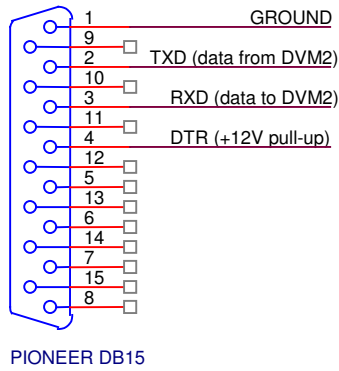 1 GROUND
9
2 TXD (data from DVM2)
10
3 RXD (data to DVM2)
11
4 DTR (+12V pull-up)
12
5
13
6
14
7
15
8
PIONEER DB15